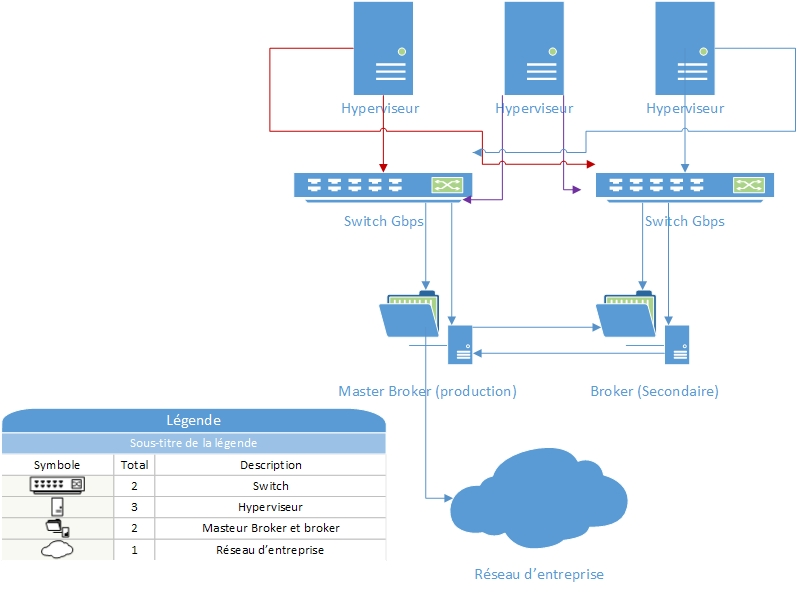 Hyperviseur
Hyperviseur
Hyperviseur
Switch Gbps
Switch Gbps
Master Broker (production)
Broker (Secondaire)
Réseau d’entreprise
Légende
Sous-titre de la légende
Symbole Total Description
2 Switch
3 Hyperviseur
2 Masteur Broker et broker
1 Réseau d’entreprise